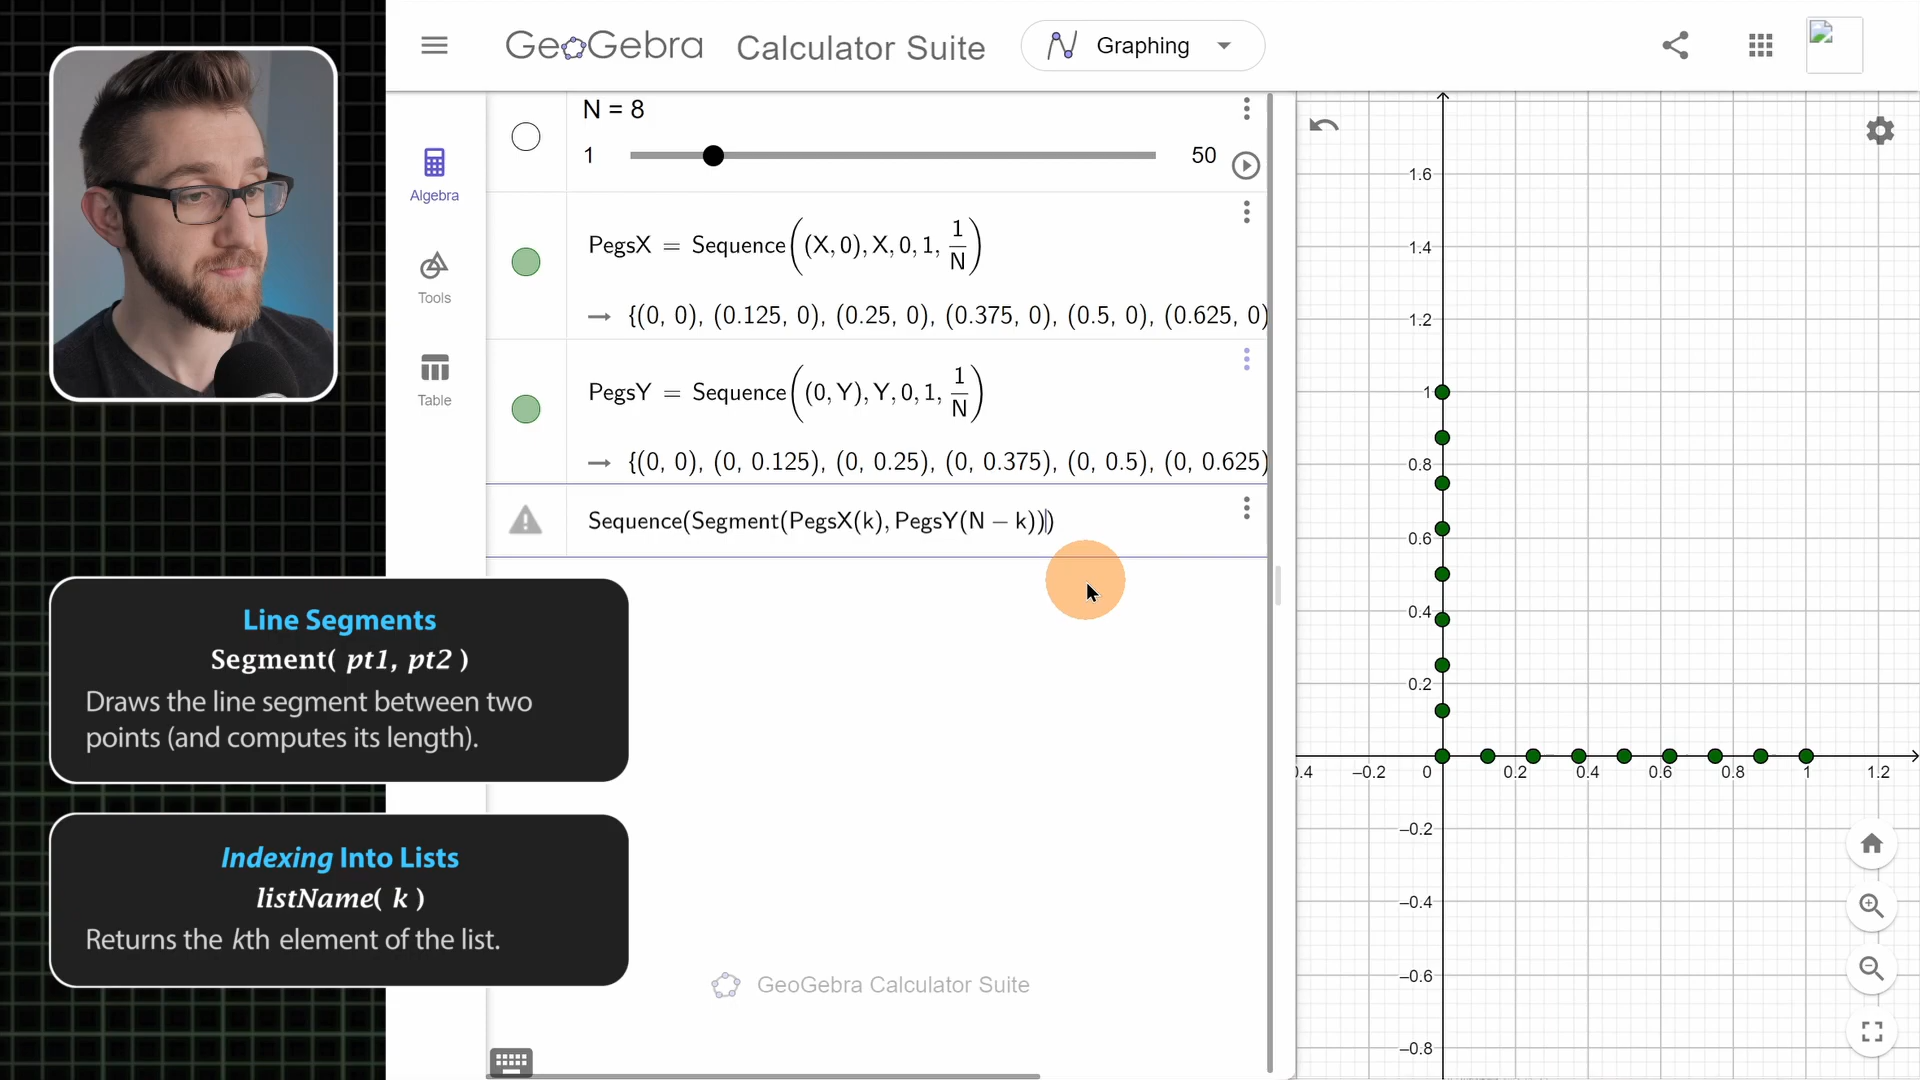 GeoGebra Calculator Suite Graphing
Algebra
Tools
Table
N = 8
1 50
PegsX = Sequence((X, 0), X, 0, 1, 1/N)
→ {(0, 0), (0.125, 0), (0.25, 0), (0.375, 0), (0.5, 0), (0.625, 0)
PegsY = Sequence((0, Y), Y, 0, 1, 1/N)
→ {(0, 0), (0, 0.125), (0, 0.25), (0, 0.375), (0, 0.5), (0, 0.625)
Sequence(Segment(PegsX(k), PegsY(N − k)))
Line Segments
Segment( pt1, pt2 )
Draws the line segment between two
points (and computes its length).
Indexing Into Lists
listName( k )
Returns the kth element of the list.
GeoGebra Calculator Suite
1.6
1.4
1.2
1
0.8
0.6
0.4
0.2
0.4 –0.2 0 0.2 0.4 0.6 0.8 1 1.2
–0.2
–0.4
–0.6
–0.8